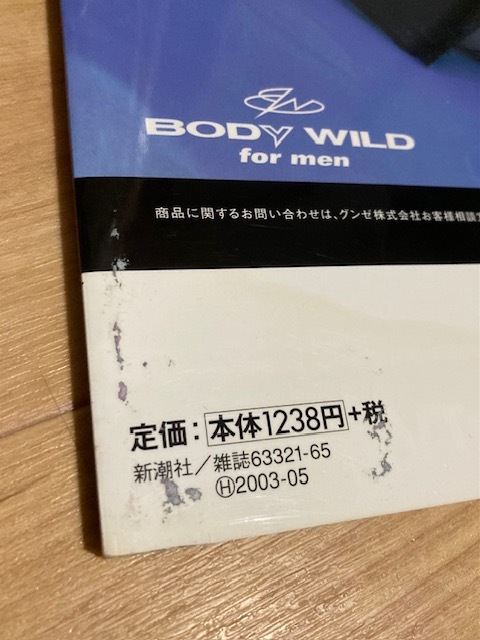 BODY WILD
for men
商品に関するお問い合わせは、グンゼ株式会社お客様相談
定価：本体1238円+税
新潮社／雑誌63321-65
Ⓗ2003-05